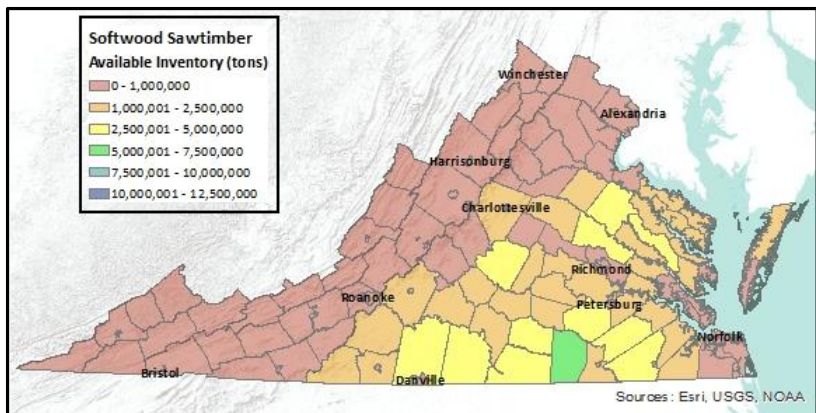 Softwood Sawtimber
Available Inventory (tons)
0 - 1,000,000
1,000,001 - 2,500,000
2,500,001 - 5,000,000
5,000,001 - 7,500,000
7,500,001 - 10,000,000
10,000,001 - 12,500,000
Winchester
Alexandria
Harrisonburg
Charlottesville
Richmond
Roanoke
Petersburg
Norfolk
Bristol
Danville
Sources: Esri, USGS, NOAA